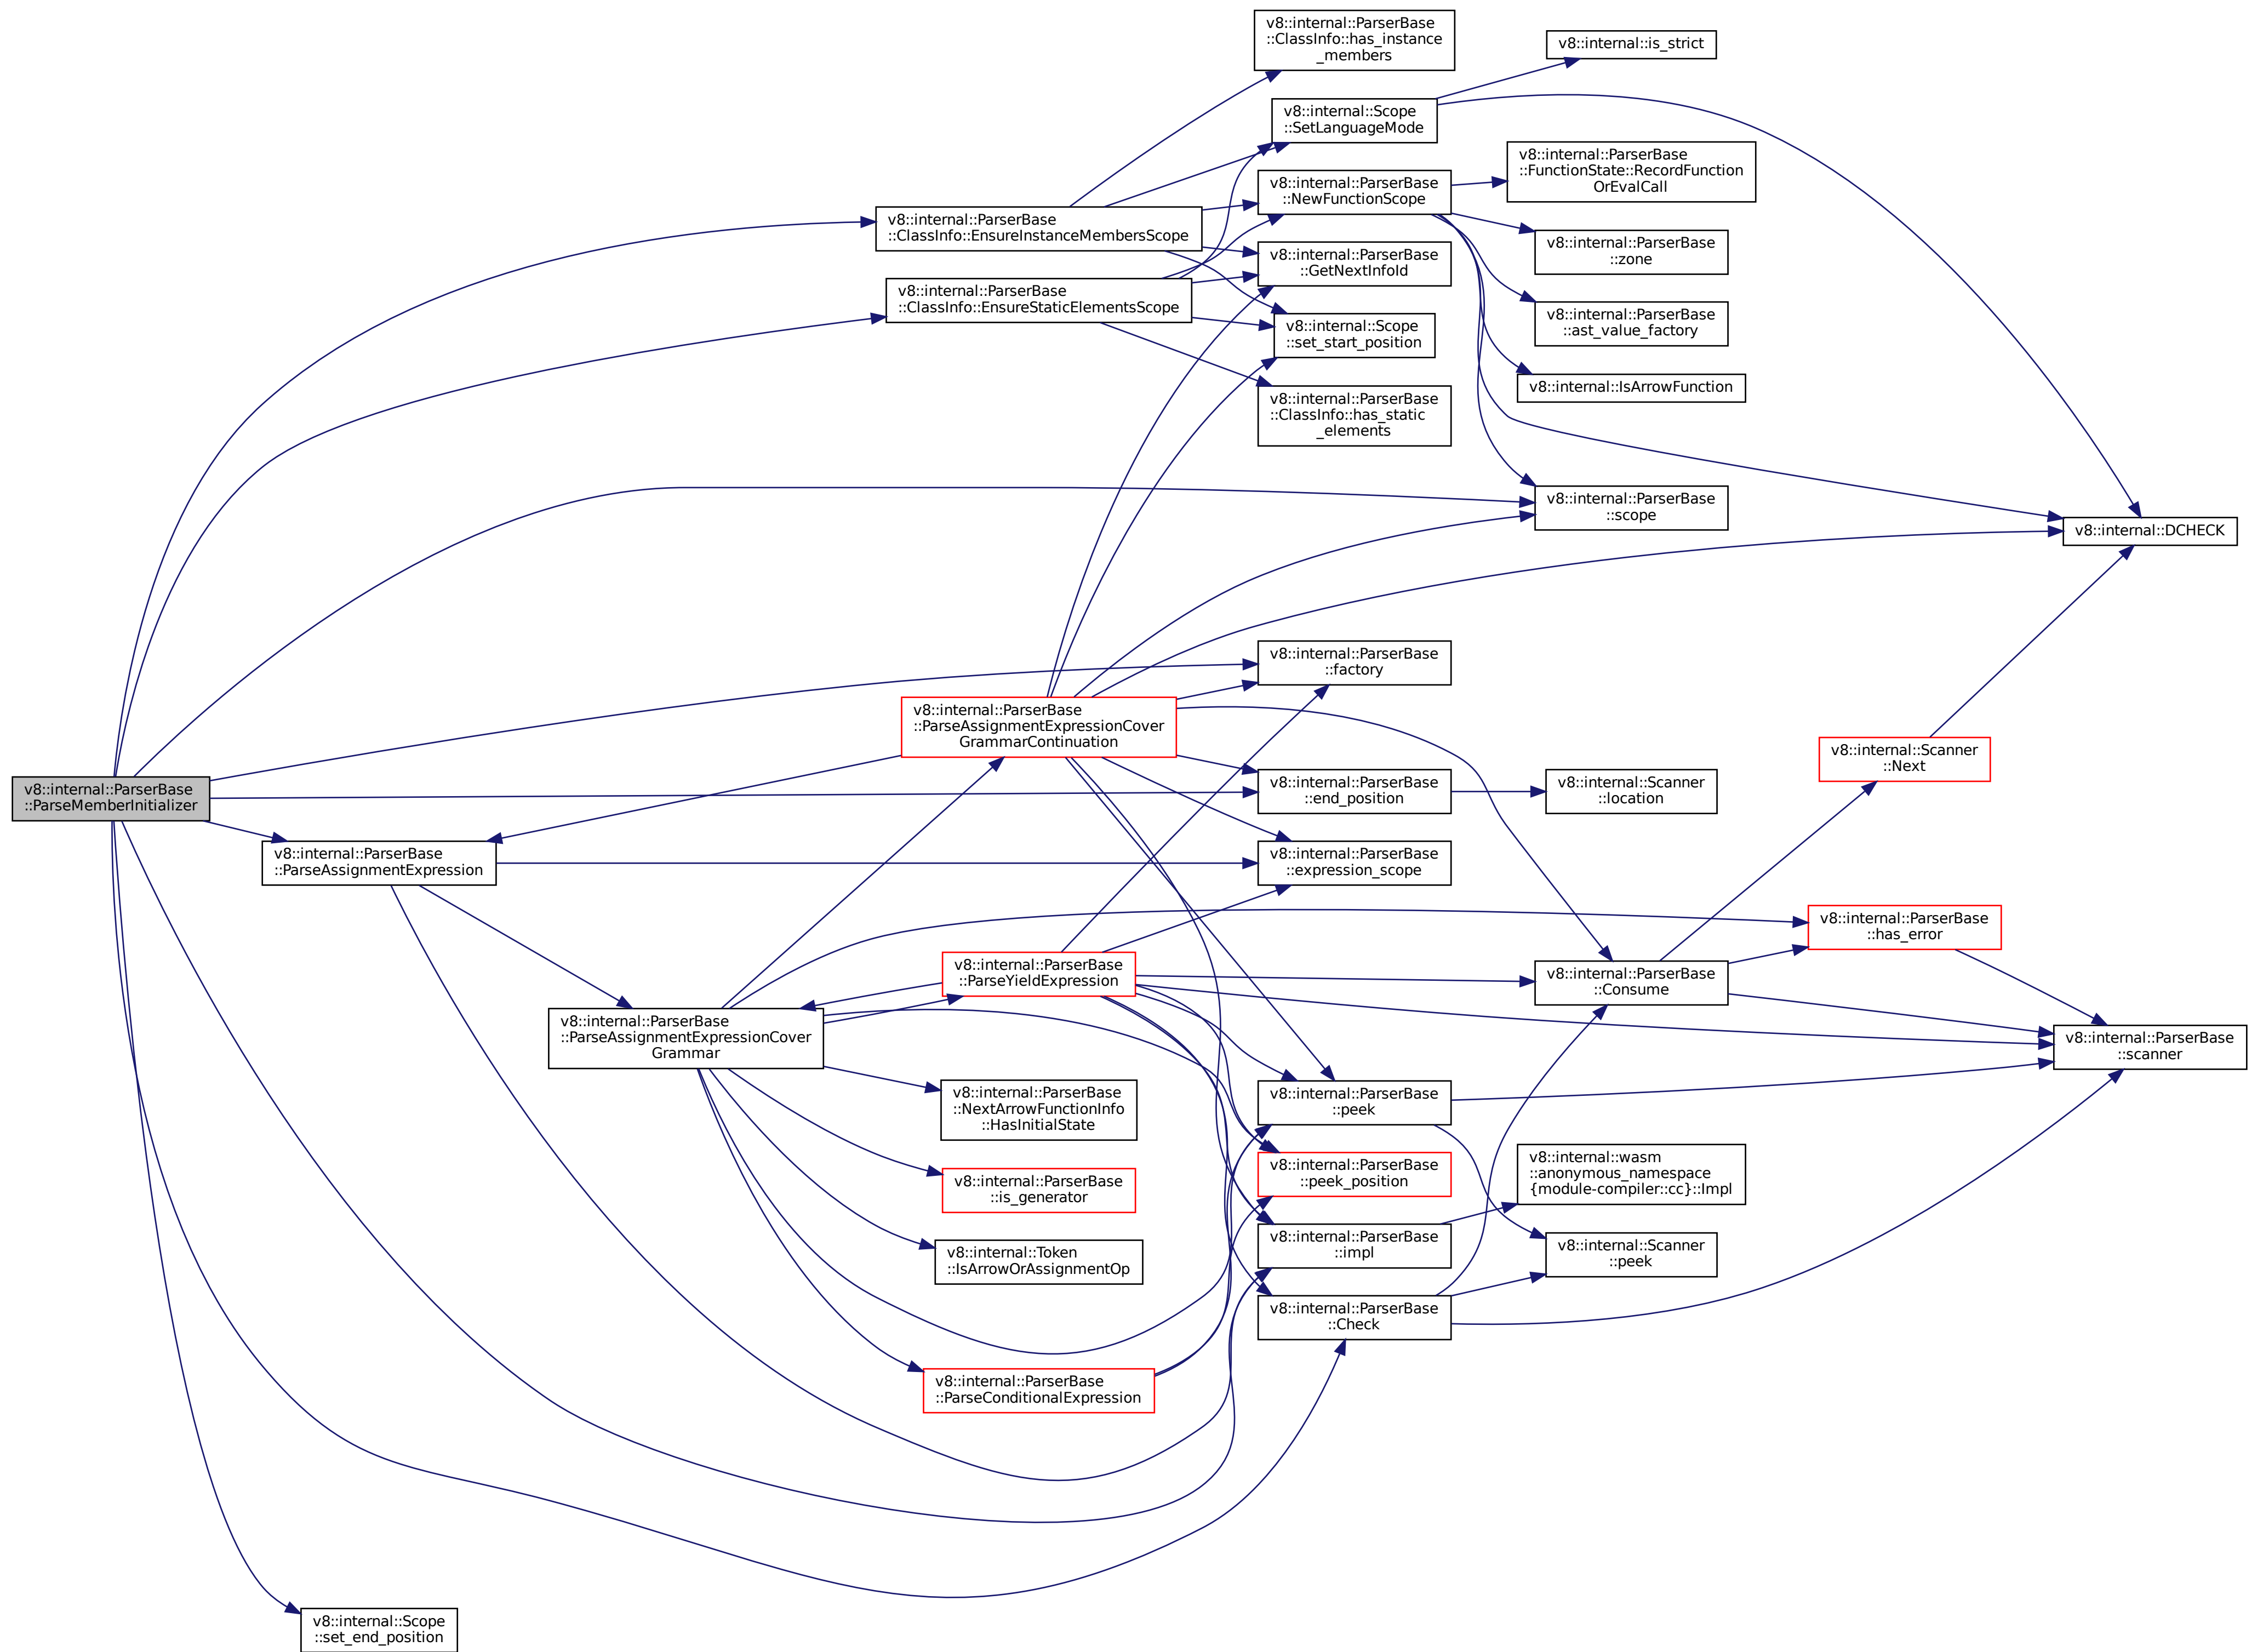 v8::internal::ParserBase
::ParseMemberInitializer
v8::internal::ParserBase
::ClassInfo::EnsureInstanceMembersScope
v8::internal::ParserBase
::ClassInfo::has_instance
_members
v8::internal::Scope
::SetLanguageMode
v8::internal::is_strict
v8::internal::ParserBase
::NewFunctionScope
v8::internal::ParserBase
::FunctionState::RecordFunction
OrEvalCall
v8::internal::ParserBase
::zone
v8::internal::ParserBase
::GetNextInfoId
v8::internal::ParserBase
::ClassInfo::EnsureStaticElementsScope
v8::internal::Scope
::set_start_position
v8::internal::ParserBase
::ast_value_factory
v8::internal::IsArrowFunction
v8::internal::ParserBase
::ClassInfo::has_static
_elements
v8::internal::ParserBase
::scope
v8::internal::DCHECK
v8::internal::ParserBase
::factory
v8::internal::ParserBase
::ParseAssignmentExpressionCover
GrammarContinuation
v8::internal::ParserBase
::end_position
v8::internal::Scanner
::location
v8::internal::Scanner
::Next
v8::internal::ParserBase
::ParseAssignmentExpression
v8::internal::ParserBase
::expression_scope
v8::internal::ParserBase
::has_error
v8::internal::ParserBase
::ParseYieldExpression
v8::internal::ParserBase
::Consume
v8::internal::ParserBase
::ParseAssignmentExpressionCover
Grammar
v8::internal::ParserBase
::scanner
v8::internal::ParserBase
::NextArrowFunctionInfo
::HasInitialState
v8::internal::ParserBase
::peek
v8::internal::ParserBase
::is_generator
v8::internal::ParserBase
::peek_position
v8::internal::wasm
::anonymous_namespace
{module-compiler::cc}::Impl
v8::internal::Token
::IsArrowOrAssignmentOp
v8::internal::ParserBase
::impl
v8::internal::Scanner
::peek
v8::internal::ParserBase
::Check
v8::internal::ParserBase
::ParseConditionalExpression
v8::internal::Scope
::set_end_position